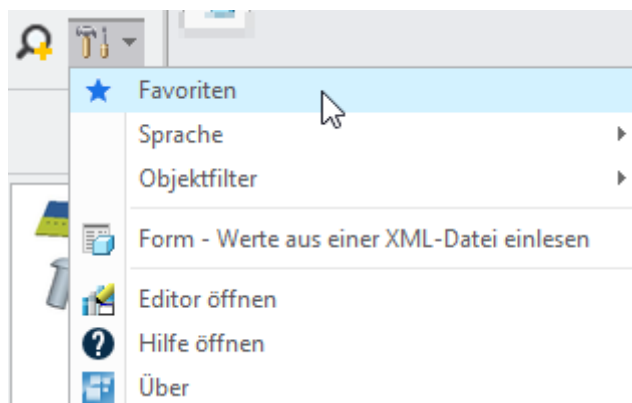 Favoriten
Sprache
Objektfilter
Form - Werte aus einer XML-Datei einlesen
Editor öffnen
Hilfe öffnen
Über